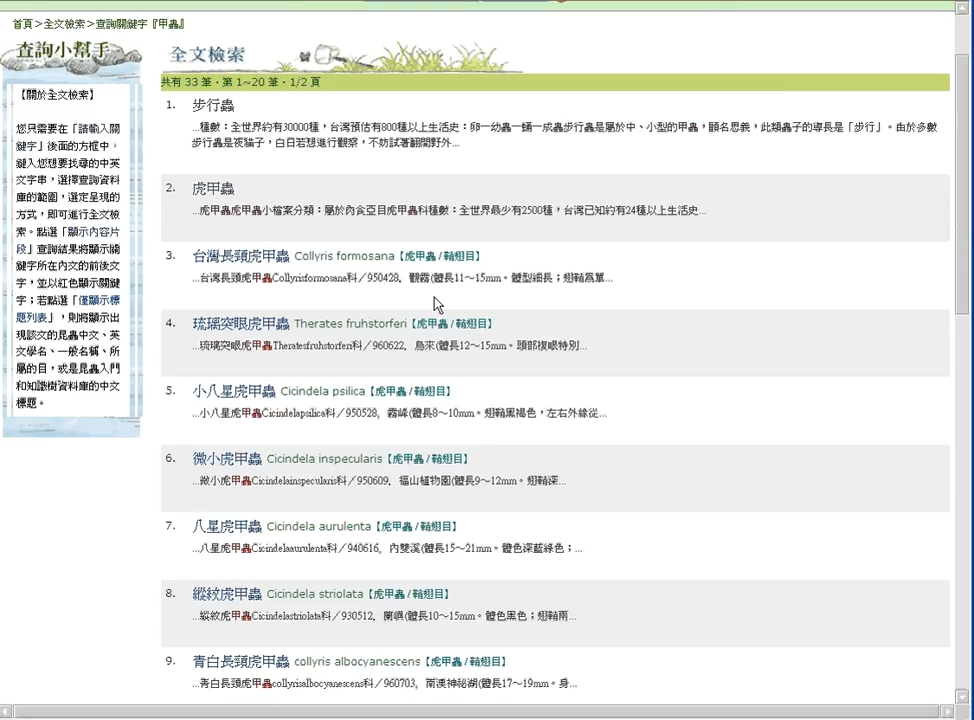 首頁>全文檢索>查詢關鍵字『甲蟲』
查詢小幫手
【關於全文檢索】
您只需要在「請輸入關
鍵字」後面的方框中，
鍵入您想要找尋的中英
文字串，選擇查詢資料
庫的範圍，選定呈現的
方式，即可進行全文檢
索。點選「顯示內容片
段」查詢結果將顯示關
鍵字所在內文的前後文
字，並以紅色顯示關鍵
字；若點選「僅顯示標
題列表」，則將顯示出
現該文的昆蟲中文、英
文學名、一般名稱、所
屬的目，或是昆蟲入門
和知識樹資料庫的中文
標題。
全文檢索
共有 33 筆，第 1~20 筆，1/2 頁
1. 步行蟲
...種數：全世界約有30000種，台灣預估有800種以上生活史：卵－幼蟲－蛹－成蟲步行蟲是屬於中、小型的甲蟲，顧名思義，此類蟲子的專長是「步行」。由於多數
步行蟲是夜貓子，白日若想進行觀察，不妨試著翻開野外...
2. 虎甲蟲
...虎甲蟲虎甲蟲小檔案分類：屬於肉食亞目虎甲蟲科種數：全世界最少有2500種，台灣已知約有24種以上生活史...
3. 台灣長頸虎甲蟲 Collyris formosana【虎甲蟲/鞘翅目】
...台灣長頸虎甲蟲Collyrisformosana科／950428，觀霧(體長11～15mm。體型細長；翅鞘為單...
4. 琉璃突眼虎甲蟲 Therates fruhstorferi【虎甲蟲/鞘翅目】
...琉璃突眼虎甲蟲Theratesfruhstorferi科／960622，烏來(體長12～15mm。頭部複眼特別...
5. 小八星虎甲蟲 Cicindela psilica【虎甲蟲/鞘翅目】
...小八星虎甲蟲Cicindelapsilica科／950528，霧峰(體長8～10mm。翅鞘黑褐色，左右外緣從...
6. 微小虎甲蟲 Cicindela inspecularis【虎甲蟲/鞘翅目】
...微小虎甲蟲Cicindelainspecularis科／950609，福山植物園(體長9～12mm。翅鞘深...
7. 八星虎甲蟲 Cicindela aurulenta【虎甲蟲/鞘翅目】
...八星虎甲蟲Cicindelaaurulenta科／940616，內雙溪(體長15～21mm。體色深藍綠色；...
8. 縱紋虎甲蟲 Cicindela striolata【虎甲蟲/鞘翅目】
...縱紋虎甲蟲Cicindelastriolata科／930512，蘭嶼(體長10～15mm。體色黑色；翅鞘兩...
9. 青白長頸虎甲蟲 collyris albocyanescens【虎甲蟲/鞘翅目】
...青白長頸虎甲蟲collyrisalbocyanescens科／960703，南澳神祕湖(體長17～19mm。身...